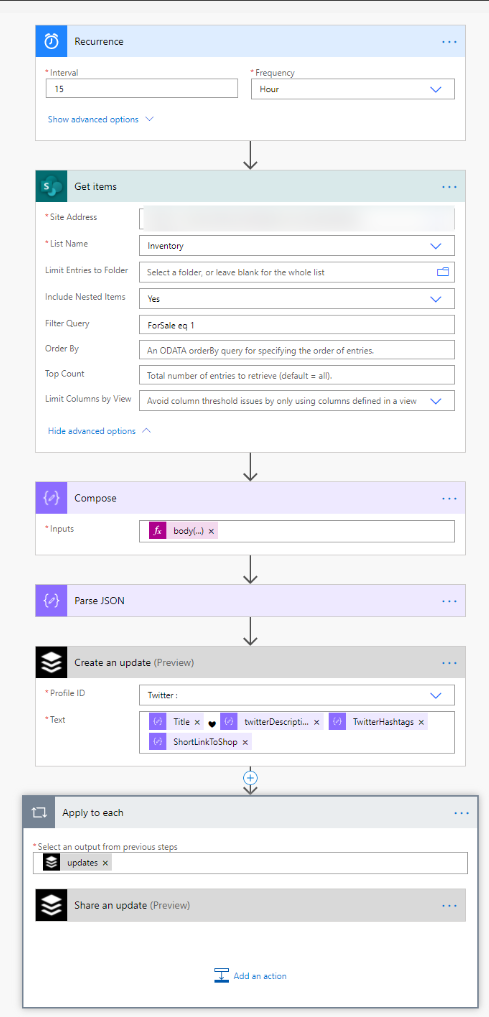 Recurrence
* Interval
* Frequency
15
Hour
Show advanced options
Get items
* Site Address
* List Name
Inventory
Limit Entries to Folder
Select a folder, or leave blank for the whole list
Include Nested Items
Yes
Filter Query
ForSale eq 1
Order By
An ODATA orderBy query for specifying the order of entries.
Top Count
Total number of entries to retrieve (default = all).
Limit Columns by View
Avoid column threshold issues by only using columns defined in a view
Hide advanced options
Compose
* Inputs
fx body(...) ×
Parse JSON
Create an update (Preview)
* Profile ID
Twitter :
* Text
Title × ♥ twitterDescripti... × TwitterHashtags ×
ShortLinkToShop ×
Apply to each
* Select an output from previous steps
updates ×
Share an update (Preview)
Add an action